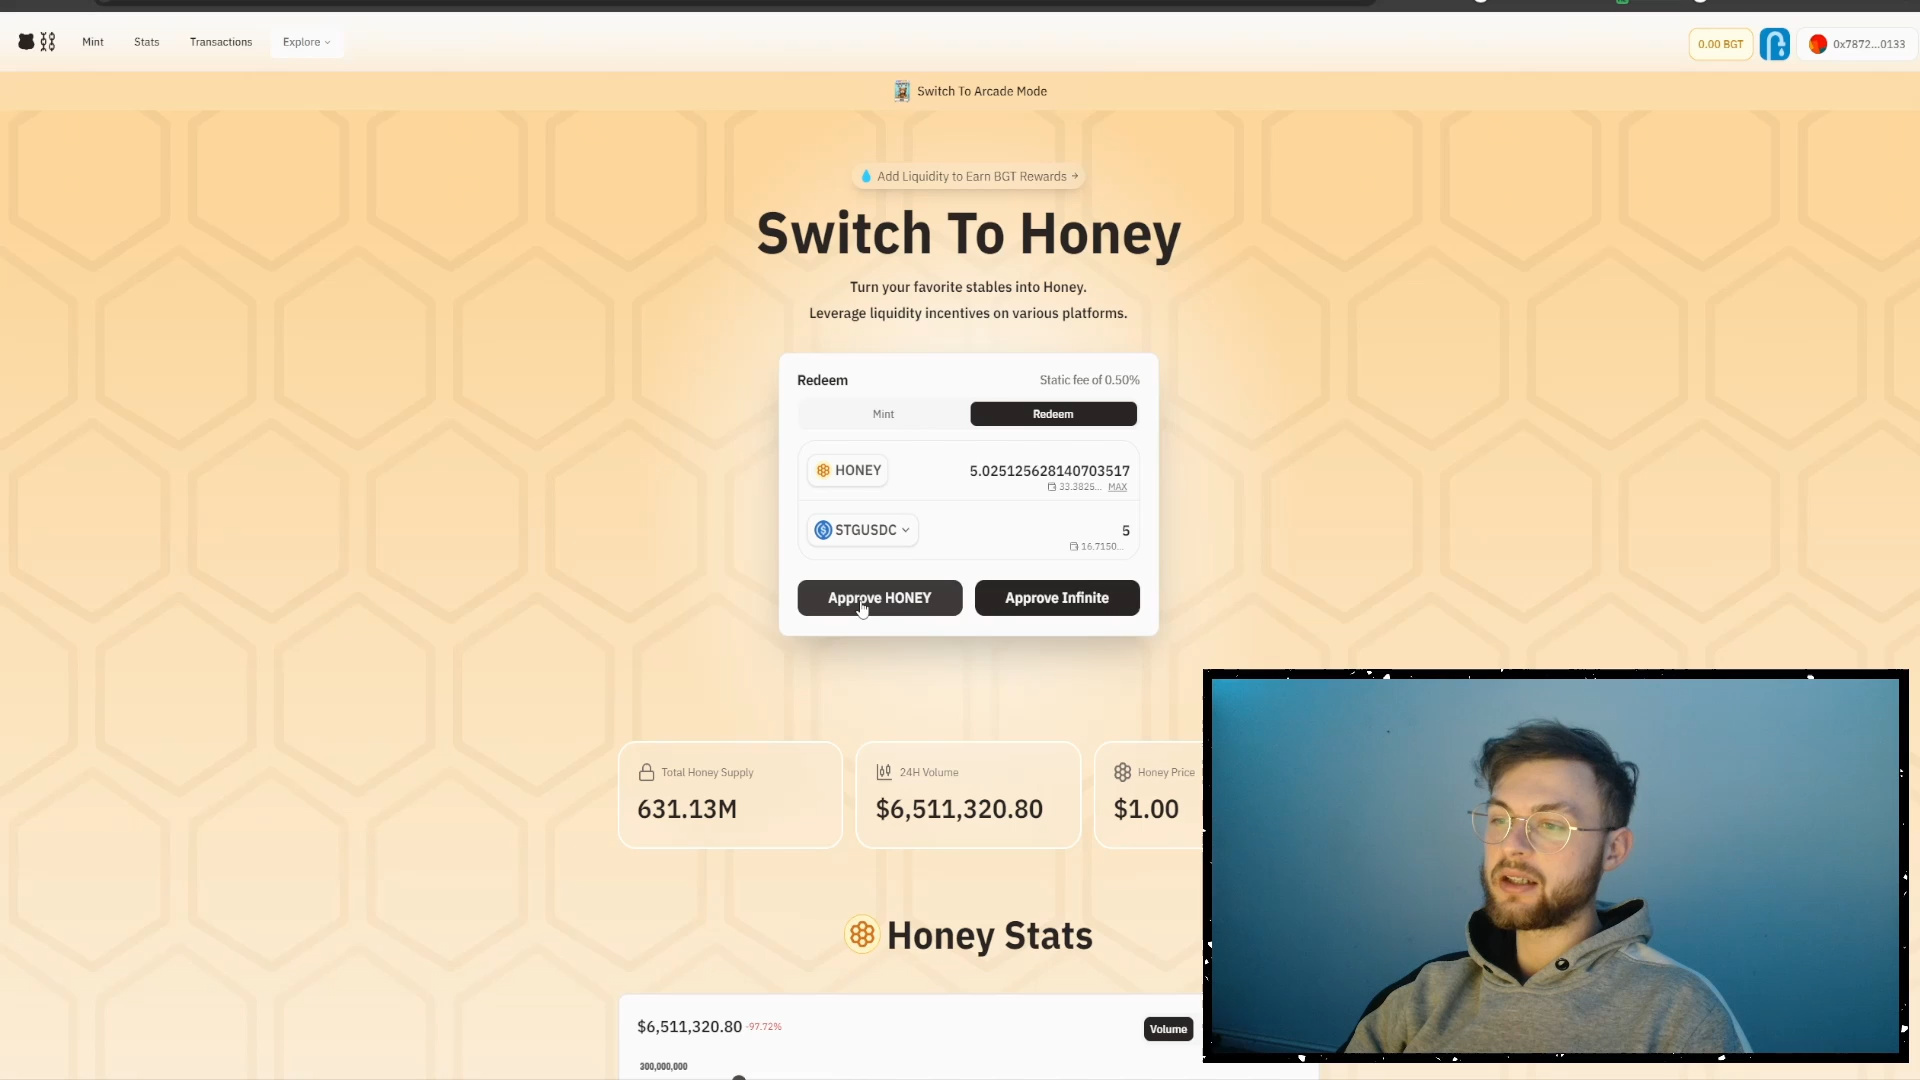 Mint
Stats
Transactions
Explore
0.00 BGT
0x7872...0133
Switch To Arcade Mode
Add Liquidity to Earn BGT Rewards →
Switch To Honey
Turn your favorite stables into Honey.
Leverage liquidity incentives on various platforms.
Redeem
Static fee of 0.50%
Mint
Redeem
HONEY
5.025125628140703517
33.3825...
MAX
STGUSDC
5
16.7150...
Approve HONEY
Approve Infinite
Total Honey Supply
631.13M
24H Volume
$6,511,320.80
Honey Price
$1.00
Honey Stats
$6,511,320.80 -97.72%
Volume
300,000,000